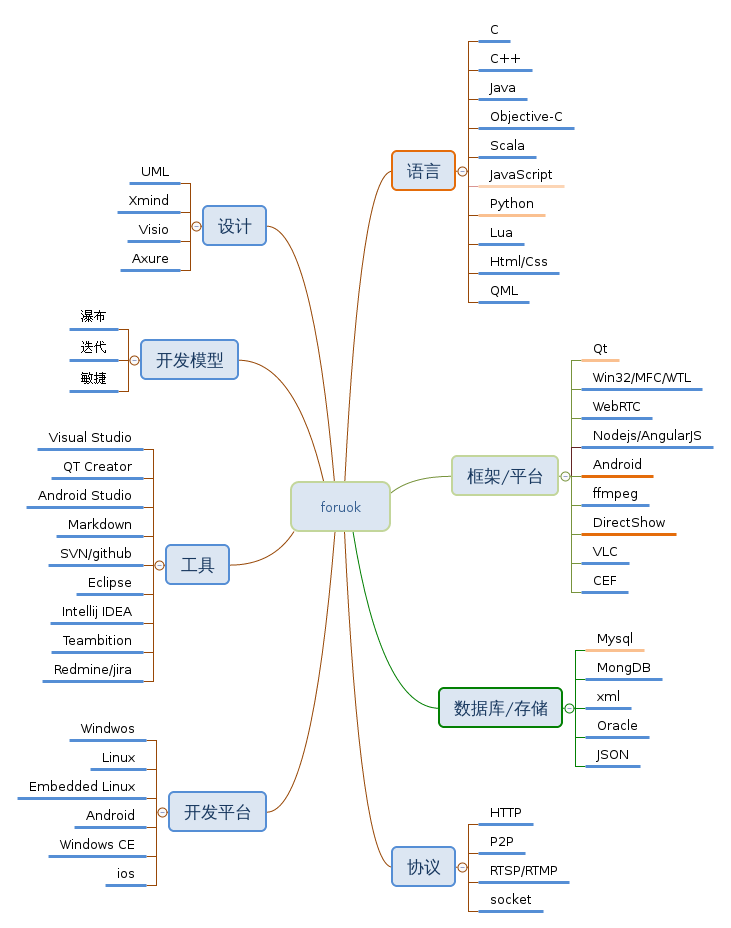 foruok
语言
C
C++
Java
Objective-C
Scala
JavaScript
Python
Lua
Html/Css
QML
框架/平台
Qt
Win32/MFC/WTL
WebRTC
Nodejs/AngularJS
Android
ffmpeg
DirectShow
VLC
CEF
数据库/存储
Mysql
MongDB
xml
Oracle
JSON
协议
HTTP
P2P
RTSP/RTMP
socket
设计
UML
Xmind
Visio
Axure
开发模型
瀑布
迭代
敏捷
工具
Visual Studio
QT Creator
Android Studio
Markdown
SVN/github
Eclipse
Intellij IDEA
Teambition
Redmine/jira
开发平台
Windwos
Linux
Embedded Linux
Android
Windows CE
ios